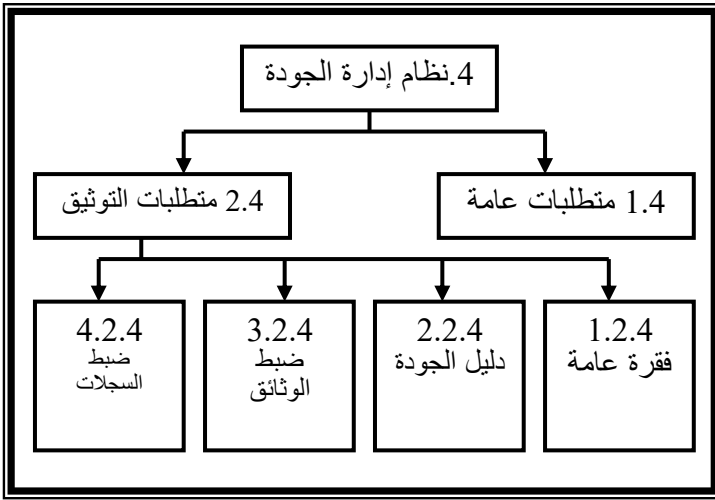 4.نظام إدارة الجودة
1.4 متطلبات عامة
2.4 متطلبات التوثيق
1.2.4
فقرة عامة
2.2.4
دليل الجودة
3.2.4
ضبط
الوثائق
4.2.4
ضبط
السجلات